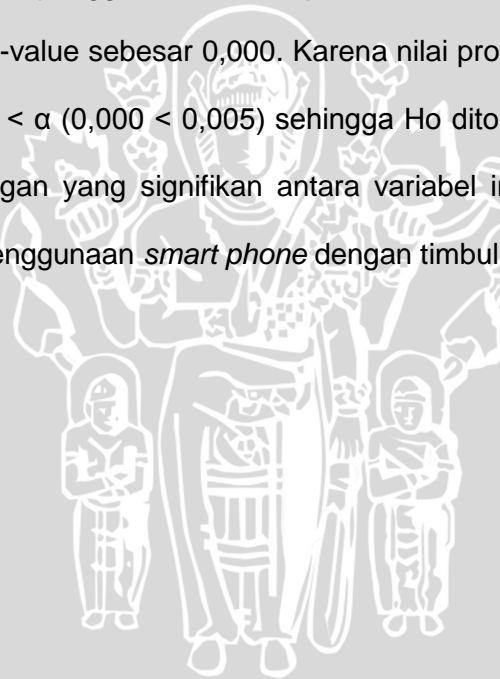 -value sebesar 0,000. Karena nilai pro
< α (0,000 < 0,005) sehingga Ho dito
gan yang signifikan antara variabel in
enggunaan smart phone dengan timbul